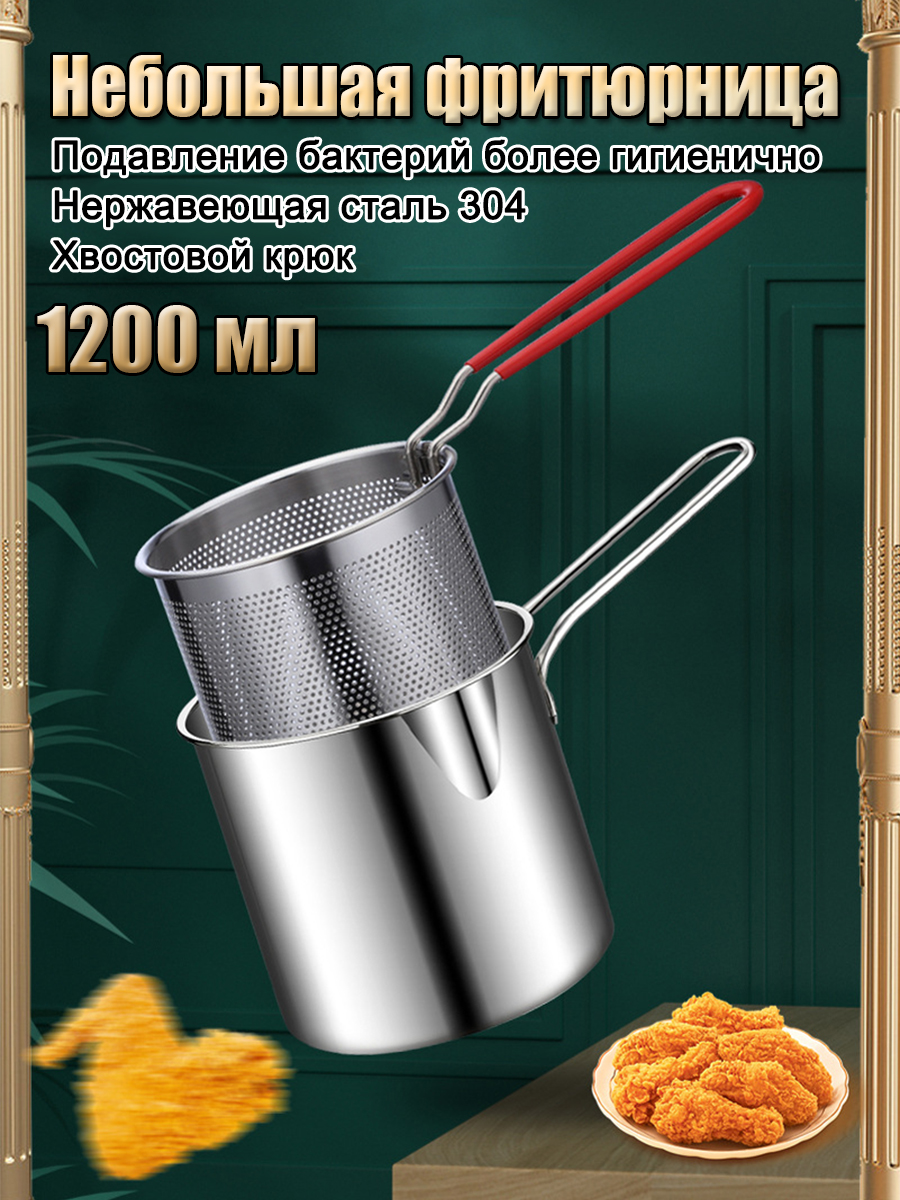 Небольшая фритюрница
Подавление бактерий более гигиенично
Нержавеющая сталь 304
Хвостовой крюк
1200 мл